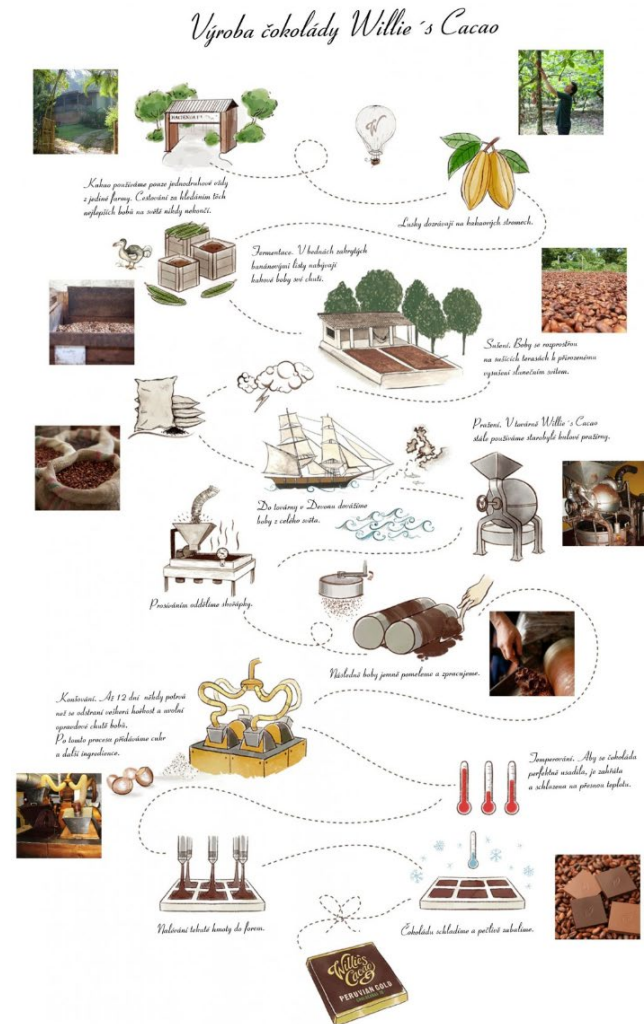 Výroba čokolády Willie´s Cacao
Kakao používáme pouze jednodruhové vždy
z jediné farmy. Cestování za hledáním těch
nejlepších bobů na světě nikdy nekončí.
W
Lusky dozrávají na kakaových stromech.
Fermentace. V bednách zakrytých
banánovými listy nabývají
kakaové boby své chuti.
Sušení. Boby se rozprostřou
na sušících terasách k přirozenému
vysušení slunečním světem.
Pražení. V továrně Willie´s Cacao
stále používáme starobylé kulové pražírny.
Do továrny v Devonu dovážíme
boby z celého světa.
Prosíváním oddělíme skořápky.
Následně boby jemně pomeleme a zpracujeme.
Konšování. Až 12 dní někdy potrvá
než se odstraní veškerá hořkost a uvolní
opravdové chutě bobů.
Po tomto procesu přidáváme cukr
a další ingredience.
Temperování. Aby se čokoláda
perfektně usadila, je zahřáta
a schlazena na přesnou teplotu.
Nalévání tekuté hmoty do forem.
Čokoládu schladíme a pečlivě zabalíme.
Willie's
Cacao
PERUVIAN GOLD